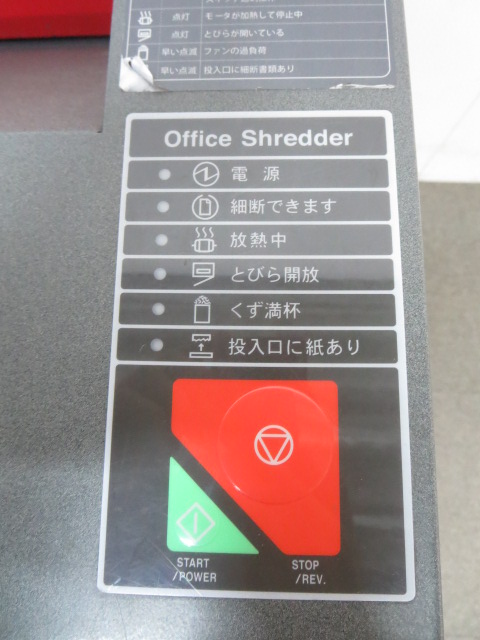 点灯 モータが加熱して停止中
点灯 とびらが開いている
早い点滅 ファンの過負荷
早い点滅 投入口に細断書類あり
Office Shredder
電源
細断できます
放熱中
とびら開放
くず満杯
投入口に紙あり
START
/POWER
STOP
/REV.